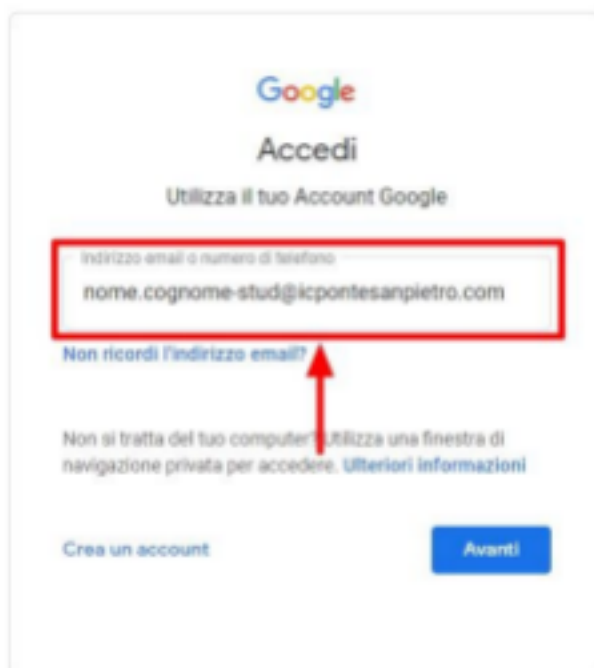 Google
Accedi
Utilizza il tuo Account Google
Indirizzo email o numero di telefono
nome.cognome-stud@icpontesanpietro.com
Non ricordi l'indirizzo email?
Non si tratta del tuo computer? Utilizza una finestra di
navigazione privata per accedere. Ulteriori informazioni
Crea un account
Avanti